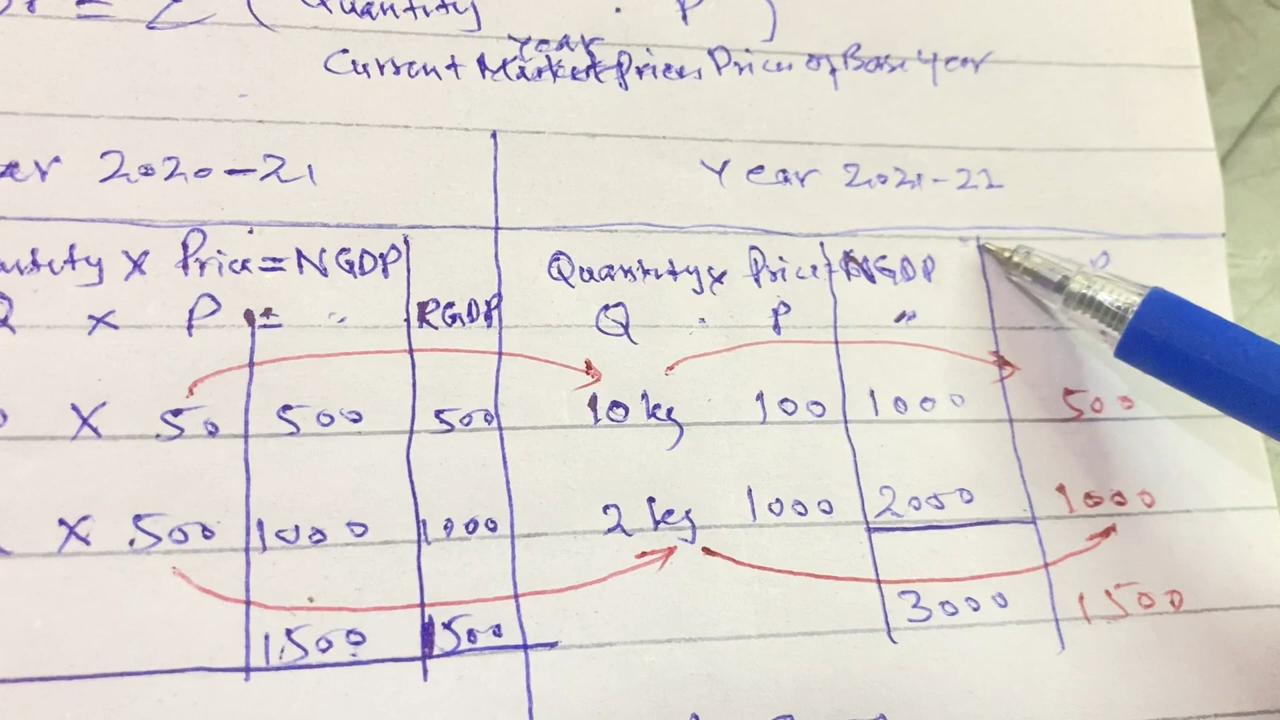 = Σ ( Quantity . P )
year
Current Market Prices Prices of Base year
Year 2021-22
2020-21
Price = NGDP
RGDP
Quantity x Price = NGDP
X P = "
Q . P "
X 50 500 500
10 kg 100 1000 500
X 500 1000 1000
2 kg 1000 2000 1000
1500 1500
3000 1500